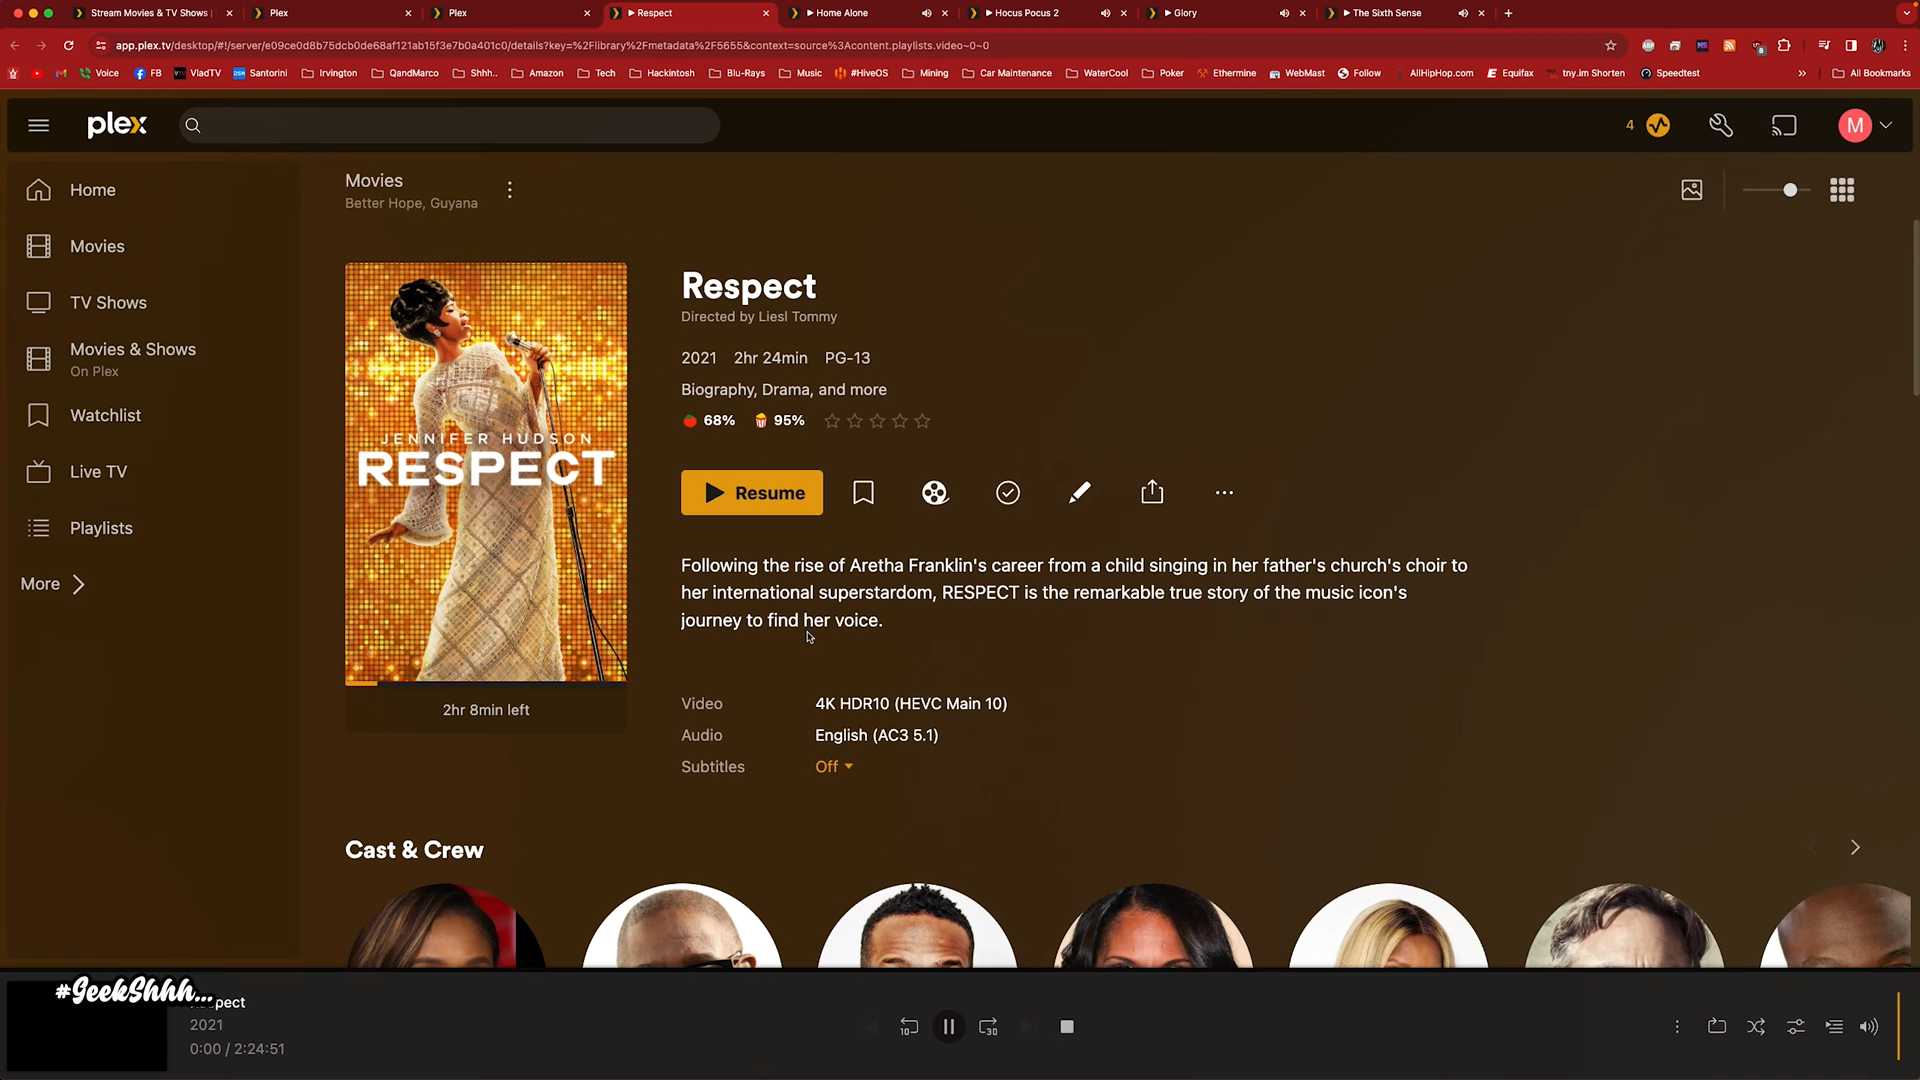 Stream Movies & TV Shows
Plex
Plex
Respect
Home Alone
Hocus Pocus 2
Glory
The Sixth Sense
app.plex.tv/desktop/#!/server/e09ce0d8b75dcb0de68af121ab15f3e7b0a401c0/details?key=%2Flibrary%2Fmetadata%2F5655&context=source%3Acontent.playlists.video~0~0
Voice
FB
VladTV
Santorini
Irvington
QandMarco
Shhh..
Amazon
Tech
Hackintosh
Blu-Rays
Music
#HiveOS
Mining
Car Maintenance
WaterCool
Poker
Ethermine
WebMast
Follow
AllHipHop.com
Equifax
tny.im Shorten
Speedtest
All Bookmarks
plex
4
M
Home
Movies
TV Shows
Movies & Shows
On Plex
Watchlist
Live TV
Playlists
More
Movies
Better Hope, Guyana
JENNIFER HUDSON
RESPECT
2hr 8min left
Respect
Directed by Liesl Tommy
2021 2hr 24min PG-13
Biography, Drama, and more
68% 95%
Resume
Following the rise of Aretha Franklin's career from a child singing in her father's church's choir to
her international superstardom, RESPECT is the remarkable true story of the music icon's
journey to find her voice.
Video 4K HDR10 (HEVC Main 10)
Audio English (AC3 5.1)
Subtitles Off
Cast & Crew
#GeekShhh...
2021
0:00 / 2:24:51
10
30